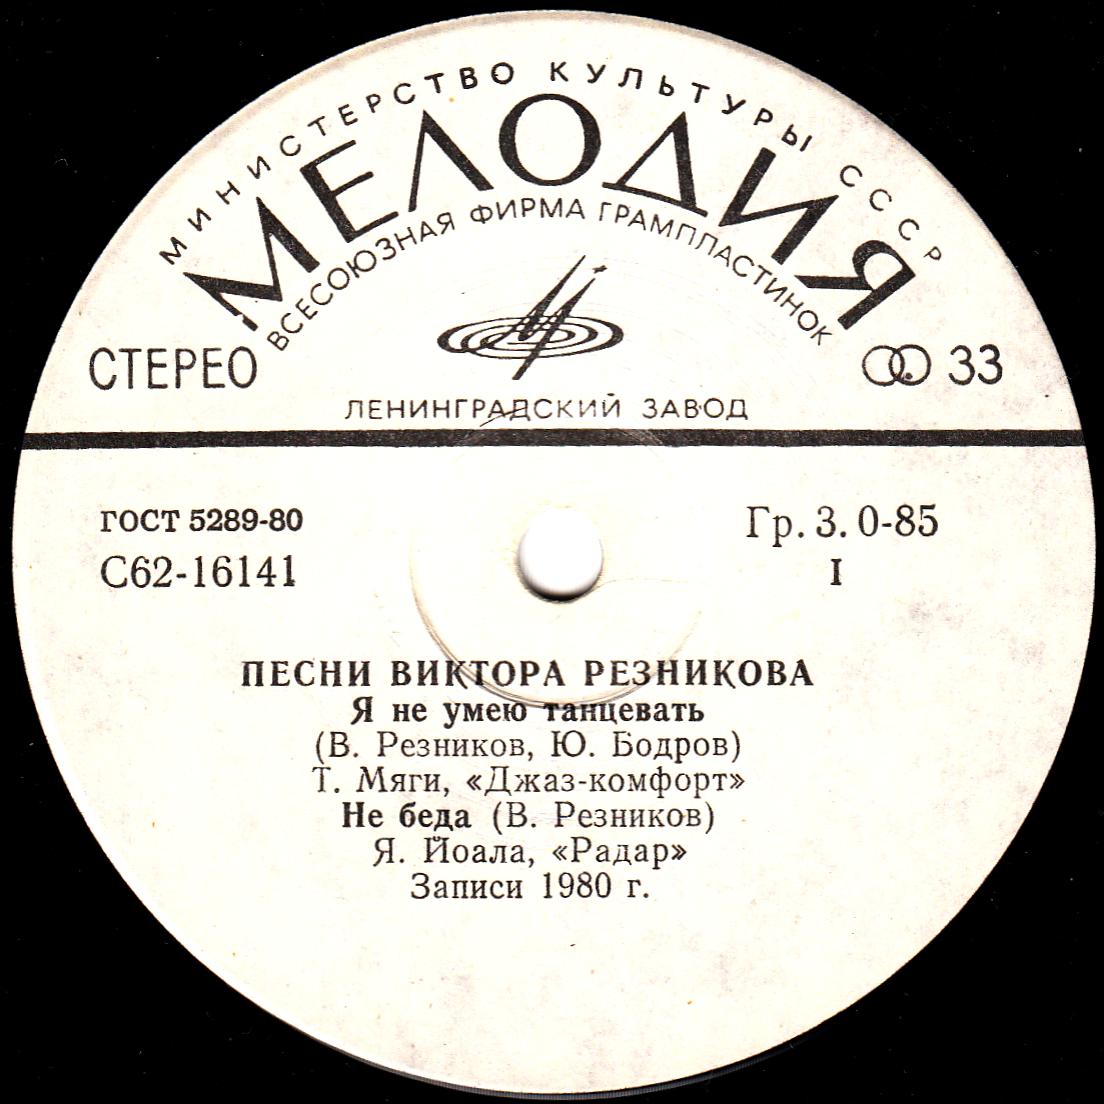 МИНИСТЕРСТВО КУЛЬТУРЫ СССР
МЕЛОДИЯ
ВСЕСОЮЗНАЯ ФИРМА ГРАМПЛАСТИНОК
СТЕРЕО
33
ЛЕНИНГРАДСКИЙ ЗАВОД
ГОСТ 5289-80
Гр. 3. 0-85
С62-16141
I
ПЕСНИ ВИКТОРА РЕЗНИКОВА
Я не умею танцевать
(В. Резников, Ю. Бодров)
Т. Мяги, «Джаз-комфорт»
Не беда (В. Резников)
Я. Йоала, «Радар»
Записи 1980 г.